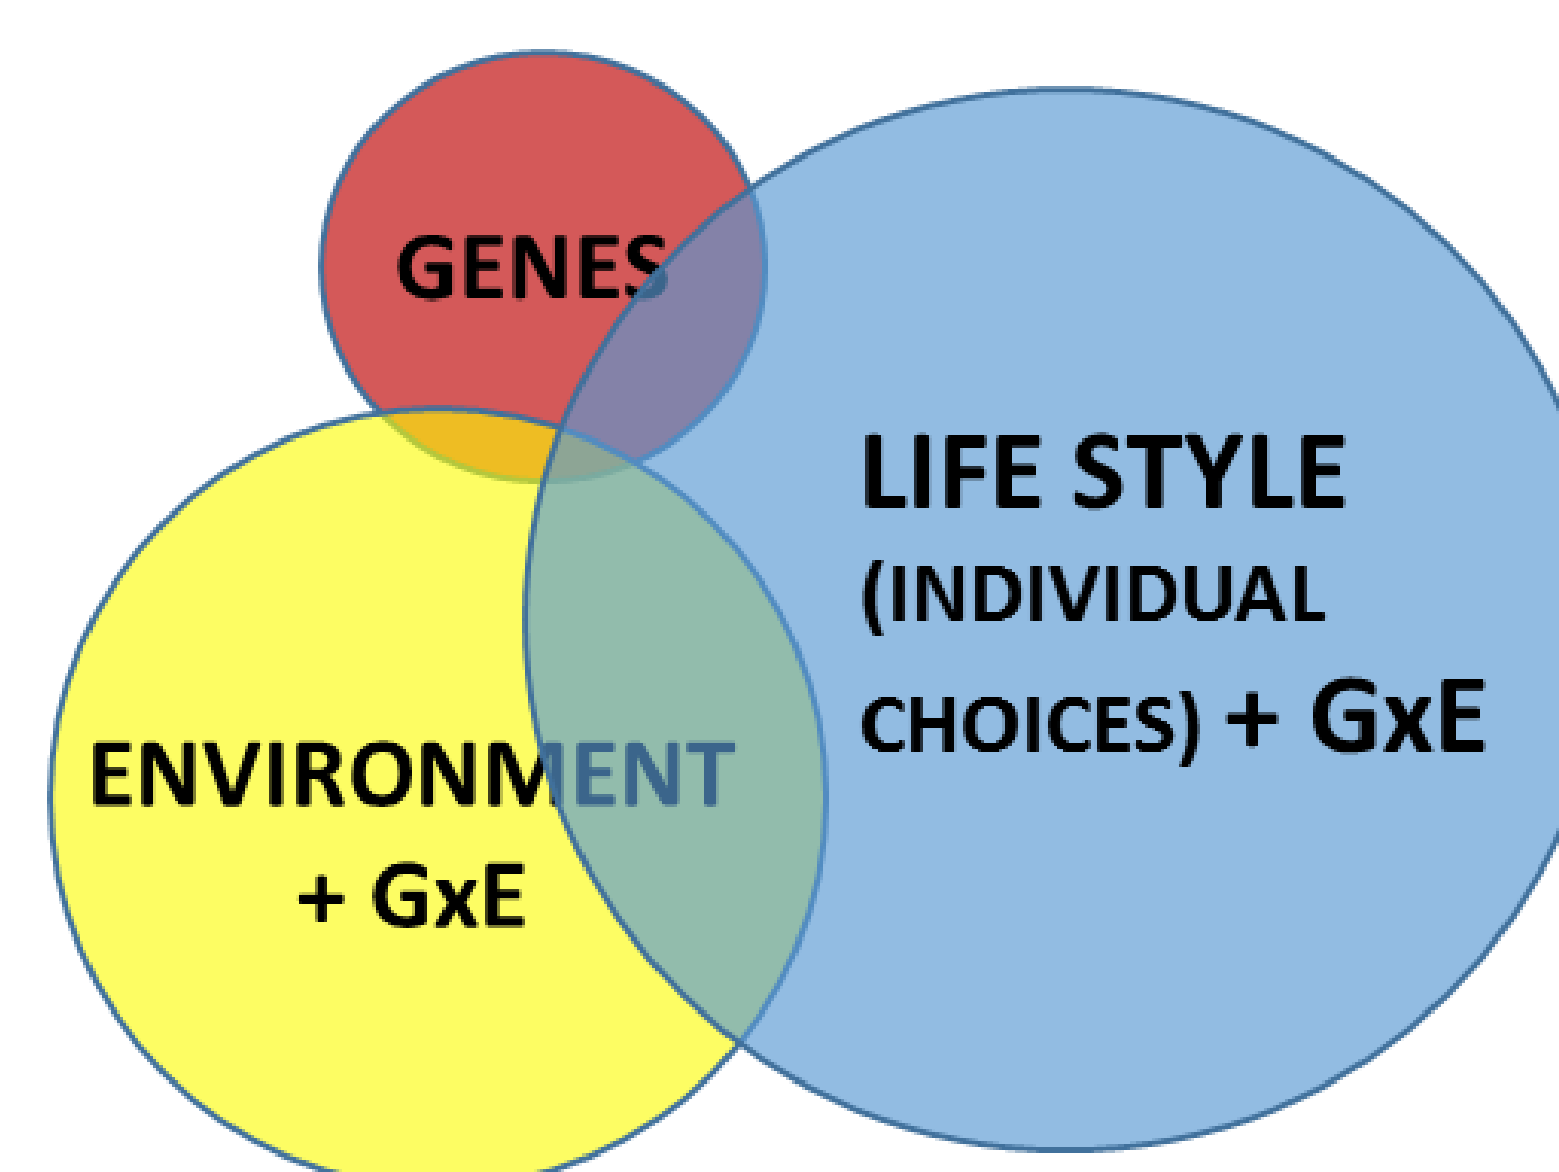 GENES
LIFE STYLE
(INDIVIDUAL
CHOICES) + GxE
ENVIRONMENT
+ GxE